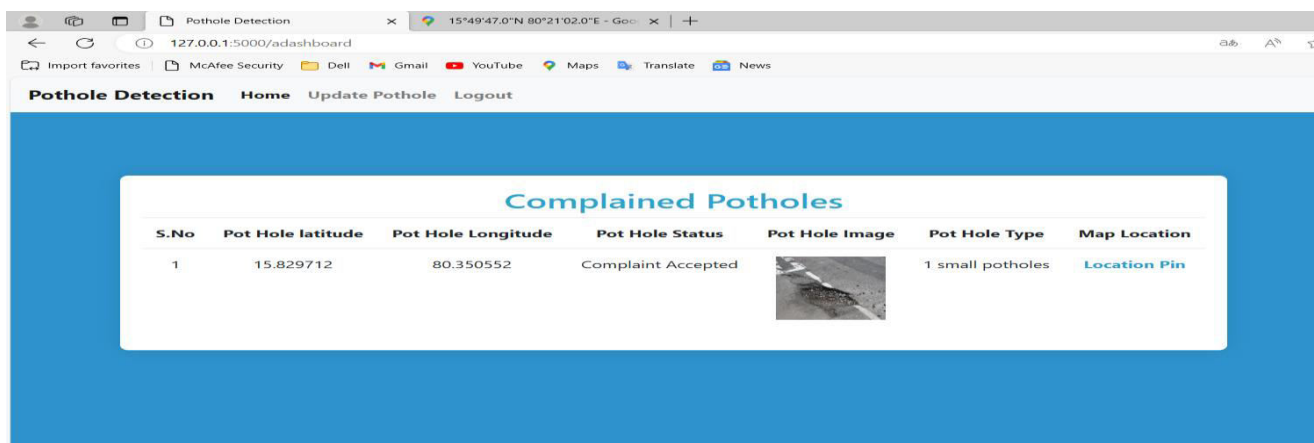 Pothole Detection
15°49'47.0"N 80°21'02.0"E - Goo
127.0.0.1:5000/adashboard
Import favorites McAfee Security Dell Gmail YouTube Maps Translate News
Pothole Detection Home Update Pothole Logout
Complained Potholes
S.No Pot Hole latitude Pot Hole Longitude Pot Hole Status Pot Hole Image Pot Hole Type Map Location
1 15.829712 80.350552 Complaint Accepted 1 small potholes Location Pin